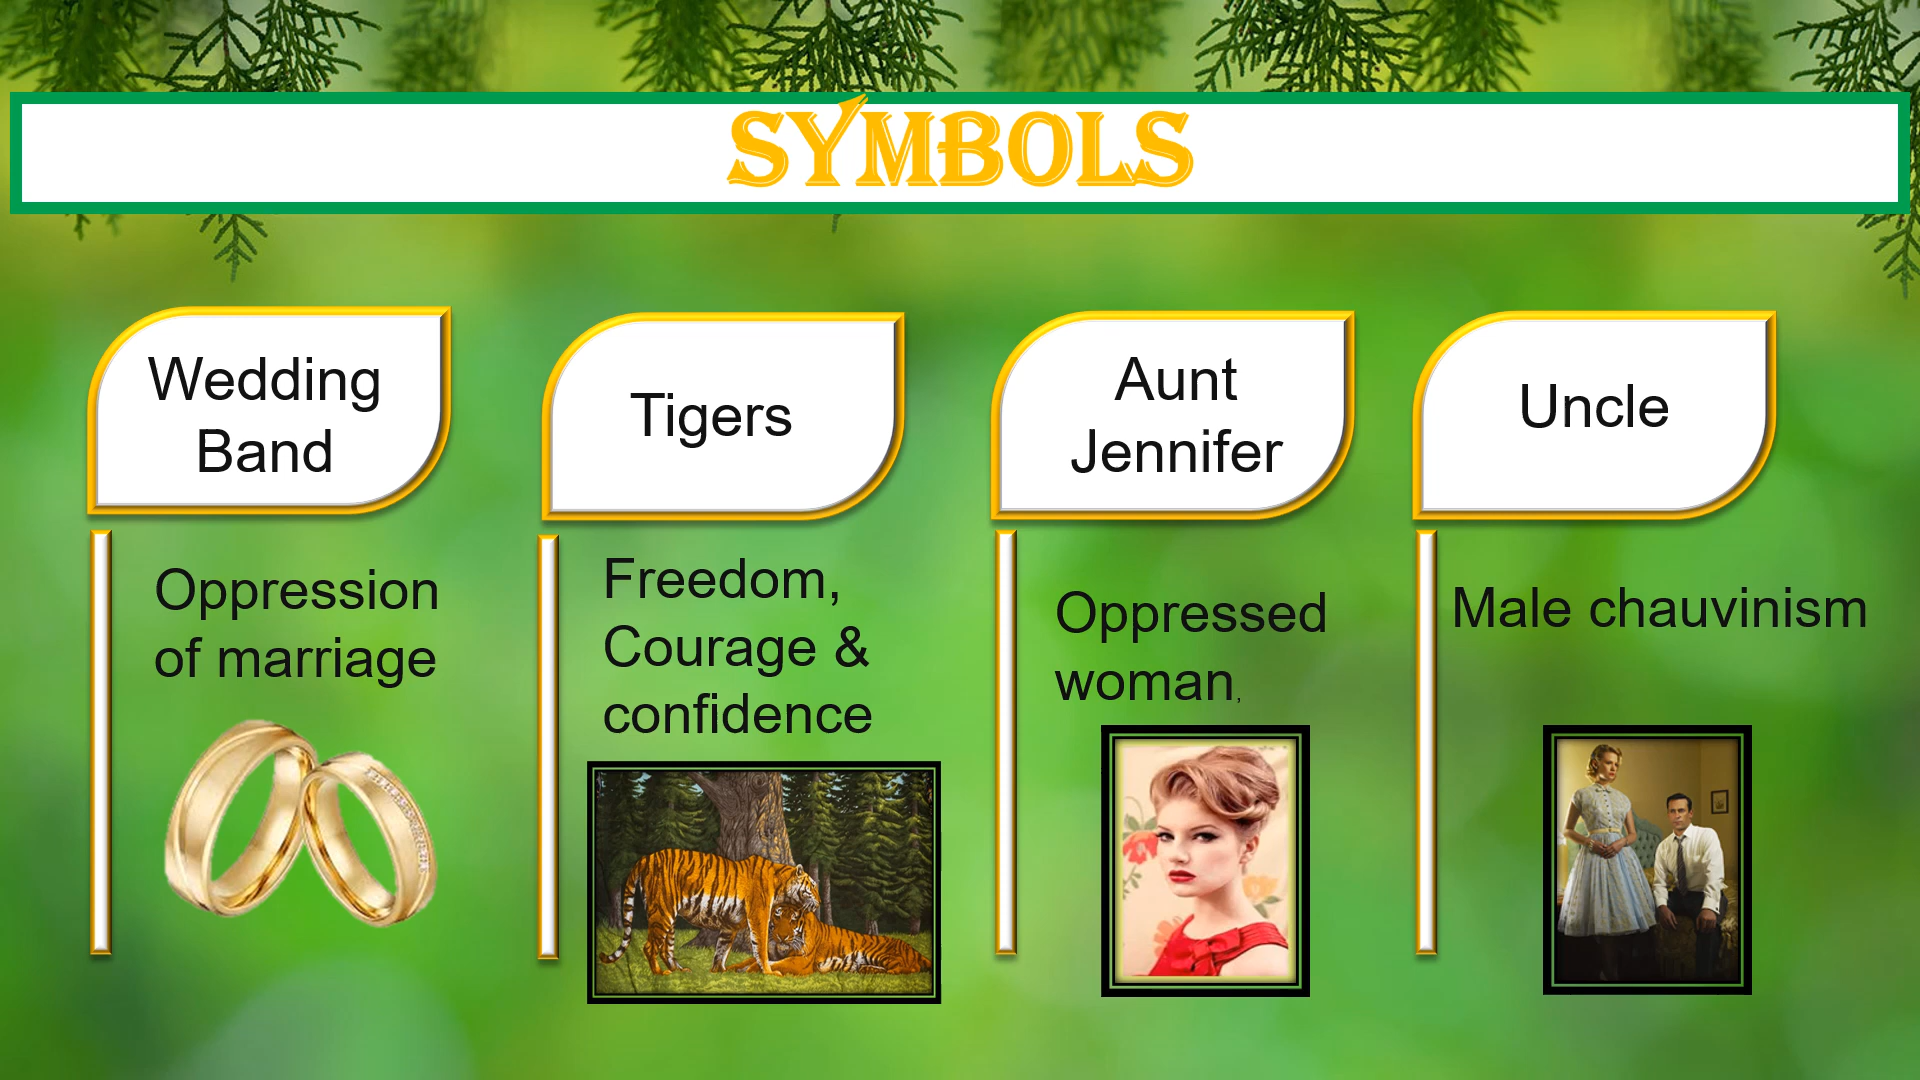 SYMBOLS
Wedding
Band
Tigers
Aunt
Jennifer
Uncle
Oppression
of marriage
Freedom,
Courage &
confidence
Oppressed
woman,
Male chauvinism